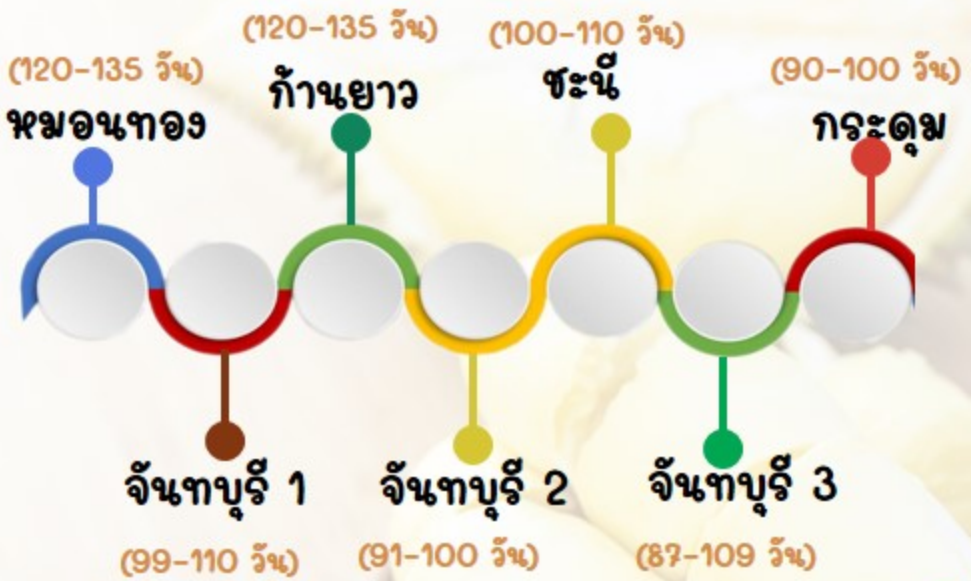 (120-135 วัน)
หมอนทอง
(120-135 วัน)
ก้านยาว
(100-110 วัน)
ชะนี
(90-100 วัน)
กระดุม
จันทบุรี 1
(99-110 วัน)
จันทบุรี 2
(91-100 วัน)
จันทบุรี 3
(87-109 วัน)